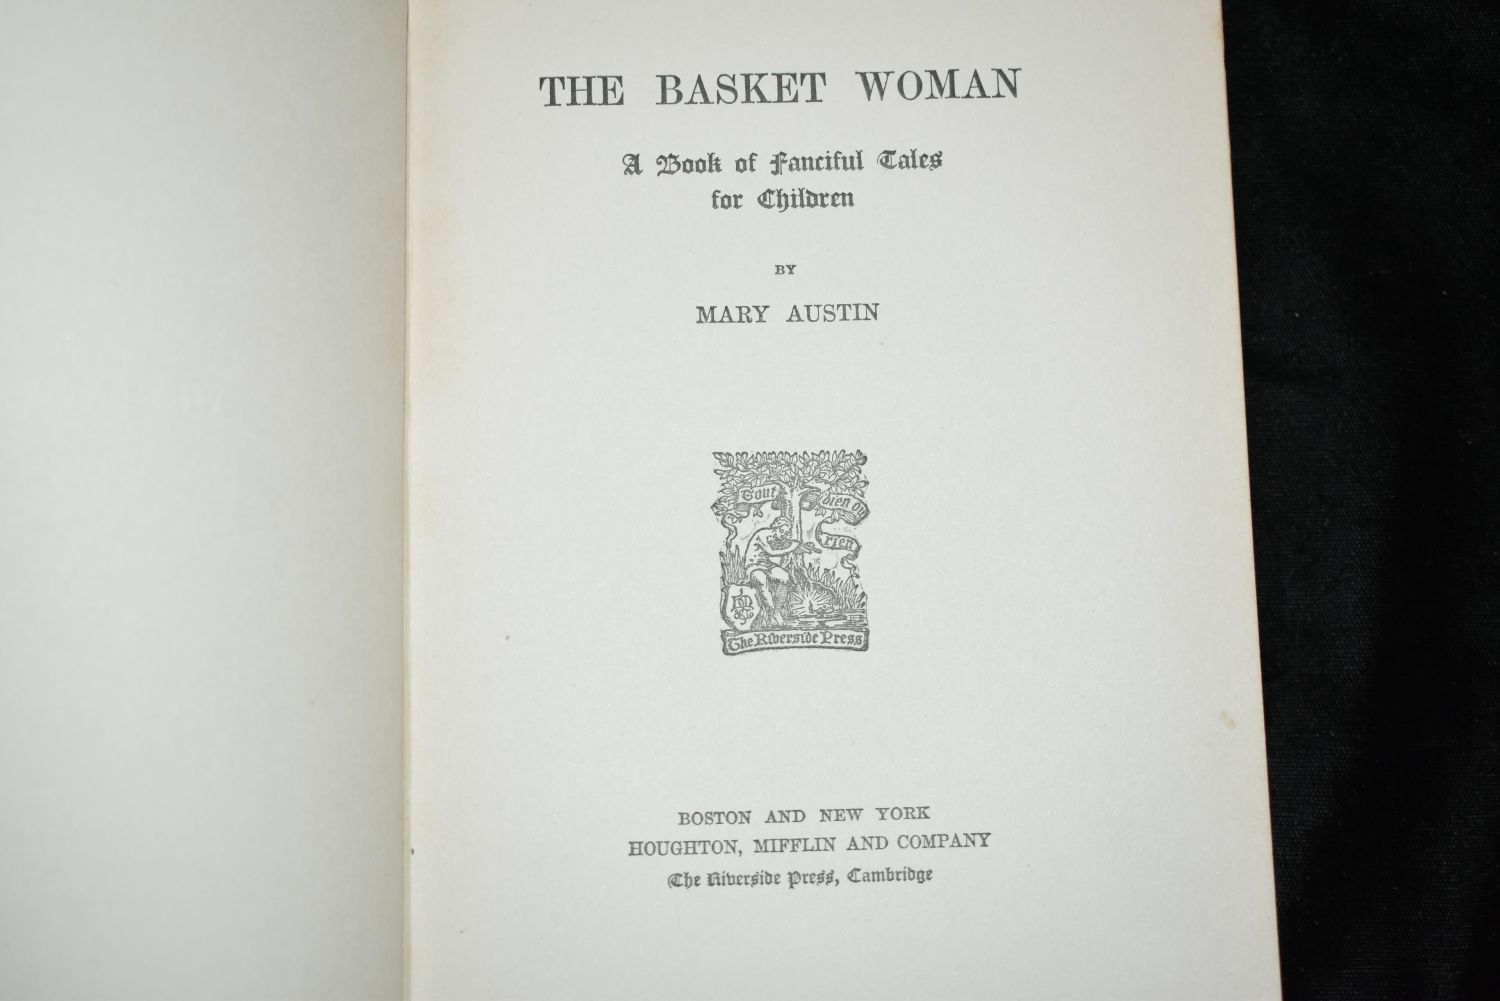 THE BASKET WOMAN
A Book of Fanciful Tales
for Children
BY
MARY AUSTIN
Tout
bien ou
rien
The Riverside Press
BOSTON AND NEW YORK
HOUGHTON, MIFFLIN AND COMPANY
The Riverside Press, Cambridge